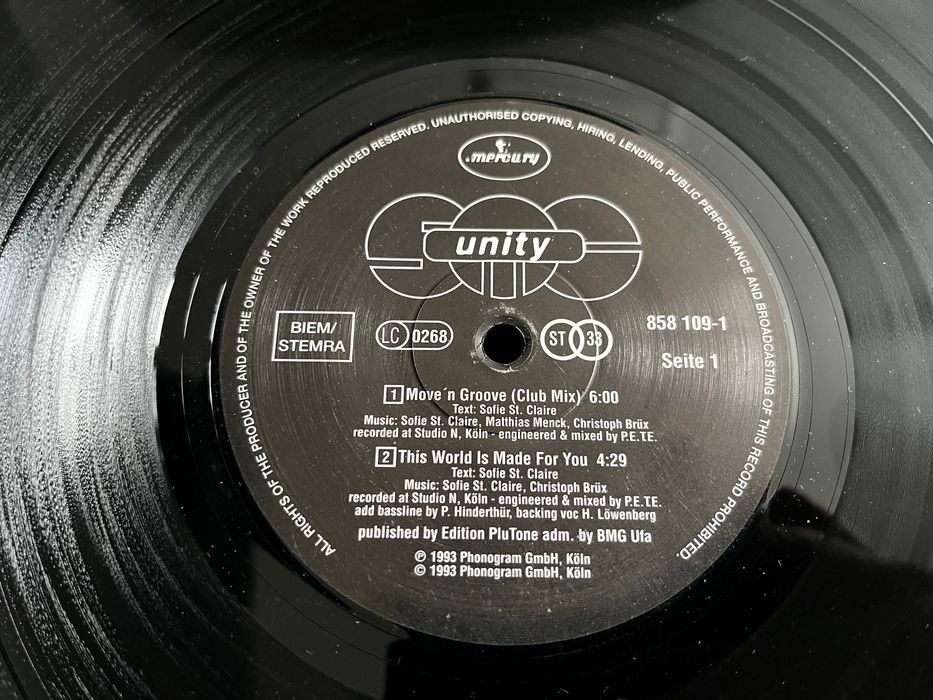 ALL RIGHTS OF THE PRODUCER AND OF THE OWNER OF THE WORK REPRODUCED RESERVED. UNAUTHORISED COPYING, HIRING, LENDING, PUBLIC PERFORMANCE AND BROADCASTING OF THIS RECORD PROHIBITED.
mercury
unity
BIEM/
STEMRA
LC 0268
ST 33
858 109-1
Seite 1
1 Move´n Groove (Club Mix) 6:00
Text: Sofie St. Claire
Music: Sofie St. Claire, Matthias Menck, Christoph Brüx
recorded at Studio N, Köln - engineered & mixed by P.E.TE.
2 This World Is Made For You 4:29
Text: Sofie St. Claire
Music: Sofie St. Claire, Christoph Brüx
recorded at Studio N, Köln - engineered & mixed by P.E.TE.
add bassline by P. Hinderthür, backing voc H. Löwenberg
published by Edition PluTone adm. by BMG Ufa
℗ 1993 Phonogram GmbH, Köln
© 1993 Phonogram GmbH, Köln